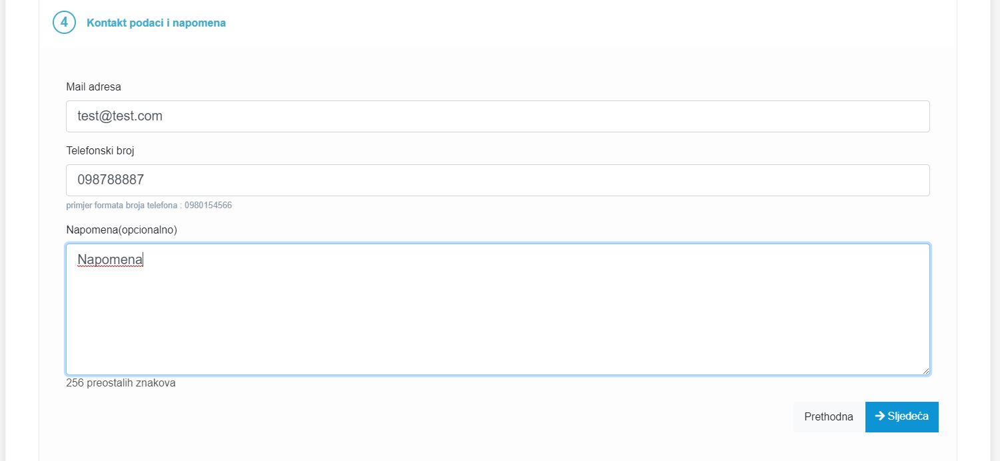 4 Kontakt podaci i napomena
Mail adresa
test@test.com
Telefonski broj
098788887
primjer formata broja telefona : 0980154566
Napomena(opcionalno)
Napomena
256 preostalih znakova
Prethodna
Sljedeća